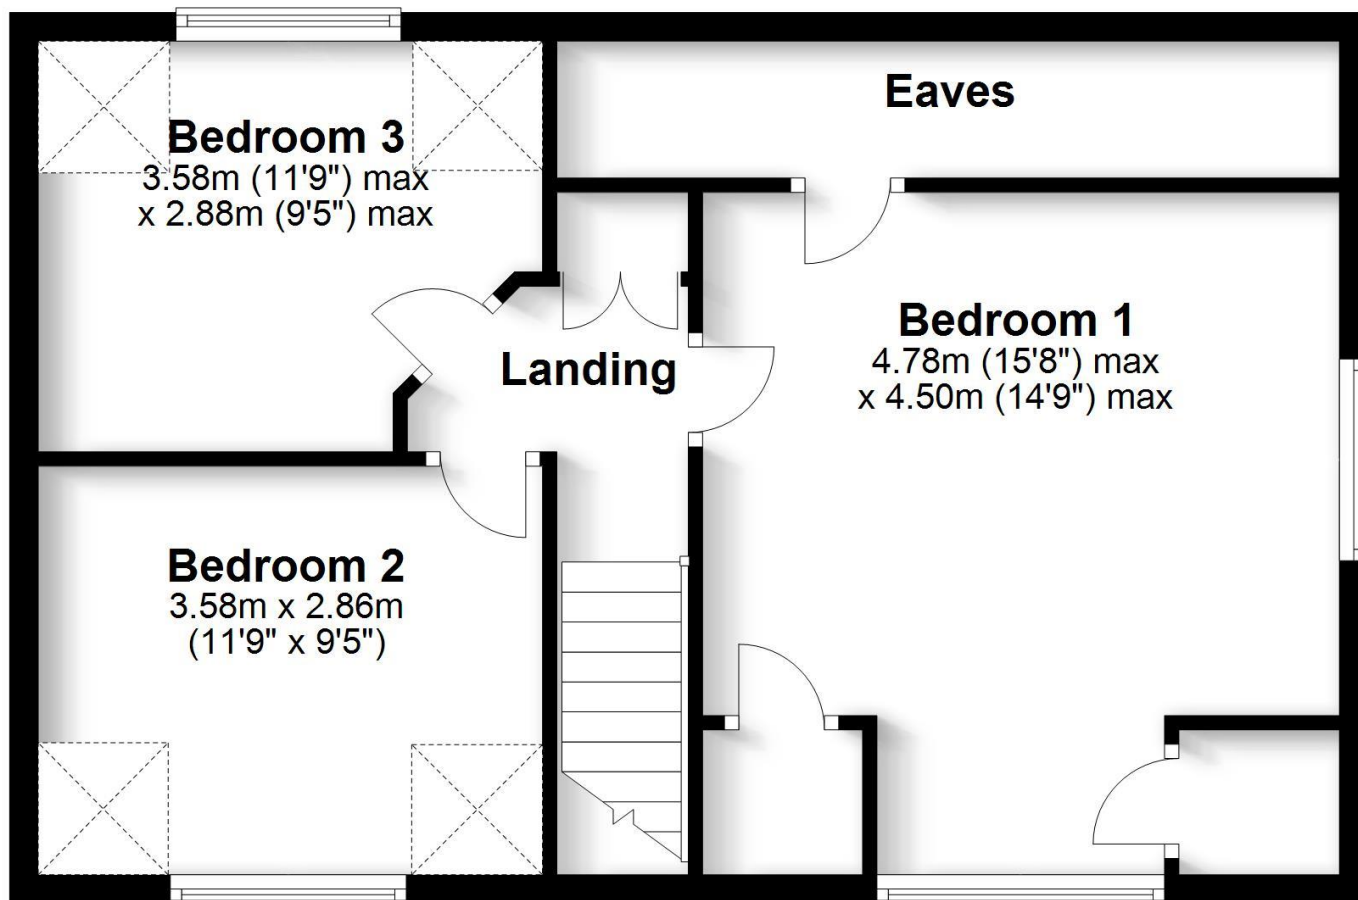 Eaves
Bedroom 3
3.58m (11'9") max
x 2.88m (9'5") max
Bedroom 1
4.78m (15'8") max
x 4.50m (14'9") max
Landing
Bedroom 2
3.58m x 2.86m
(11'9" x 9'5")